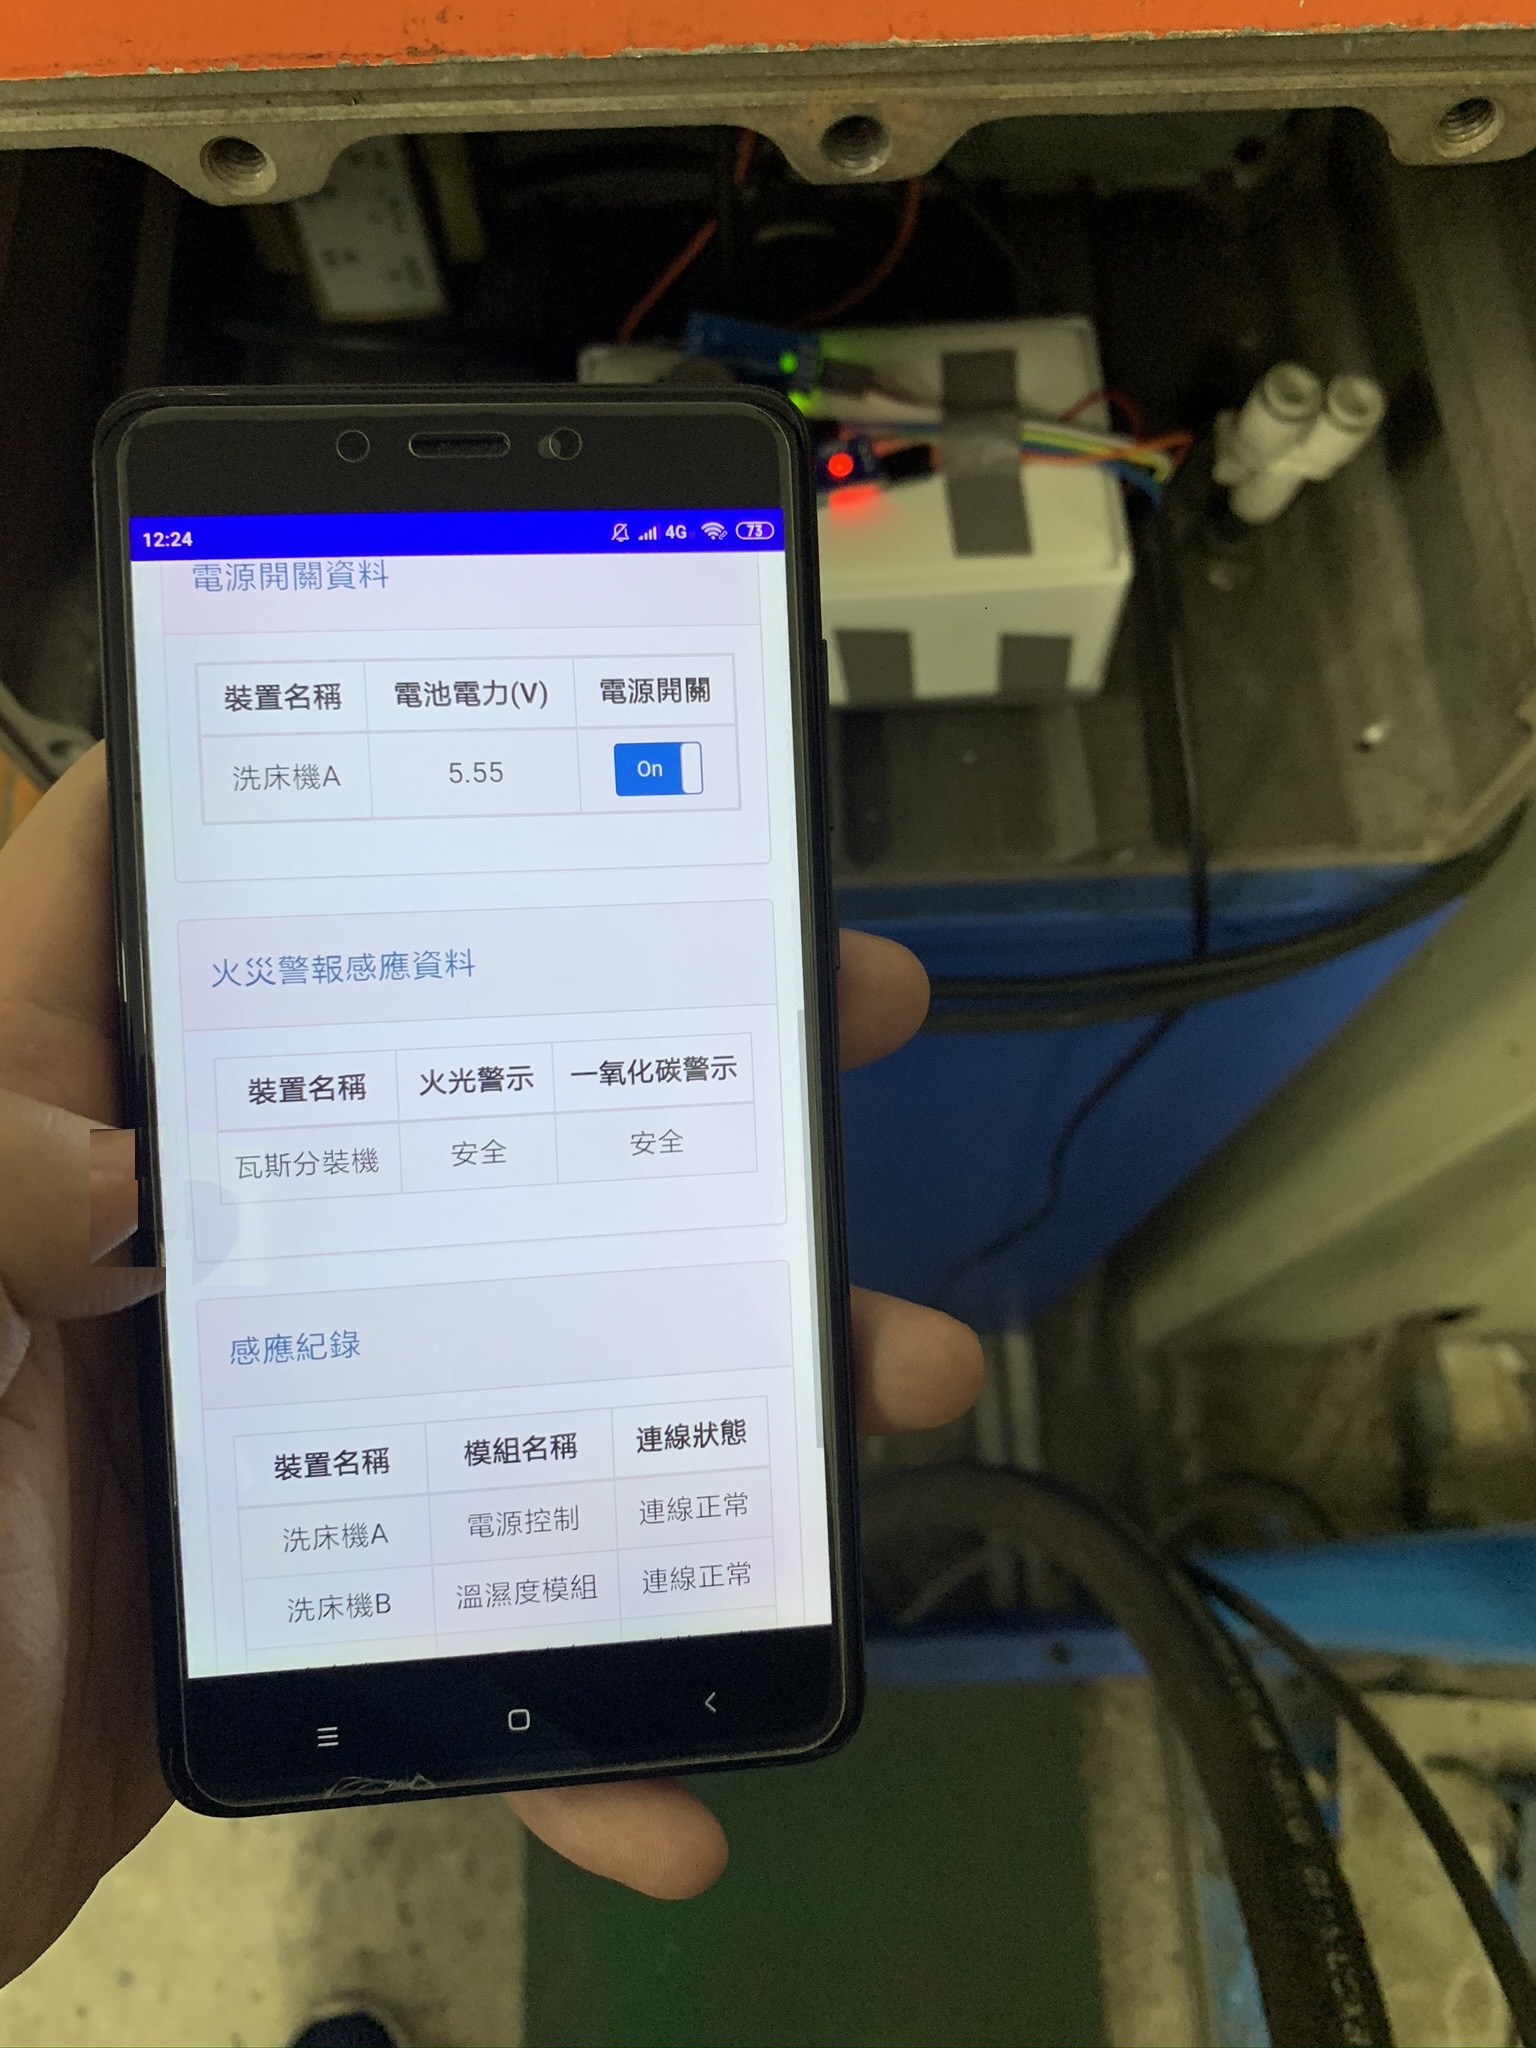 12:24 4G 73
電源開關資料
裝置名稱 電池電力(V) 電源開關
洗床機A 5.55 On
火災警報感應資料
裝置名稱 火光警示 一氧化碳警示
瓦斯分裝機 安全 安全
感應紀錄
裝置名稱 模組名稱 連線狀態
洗床機A 電源控制 連線正常
洗床機B 溫濕度模組 連線正常